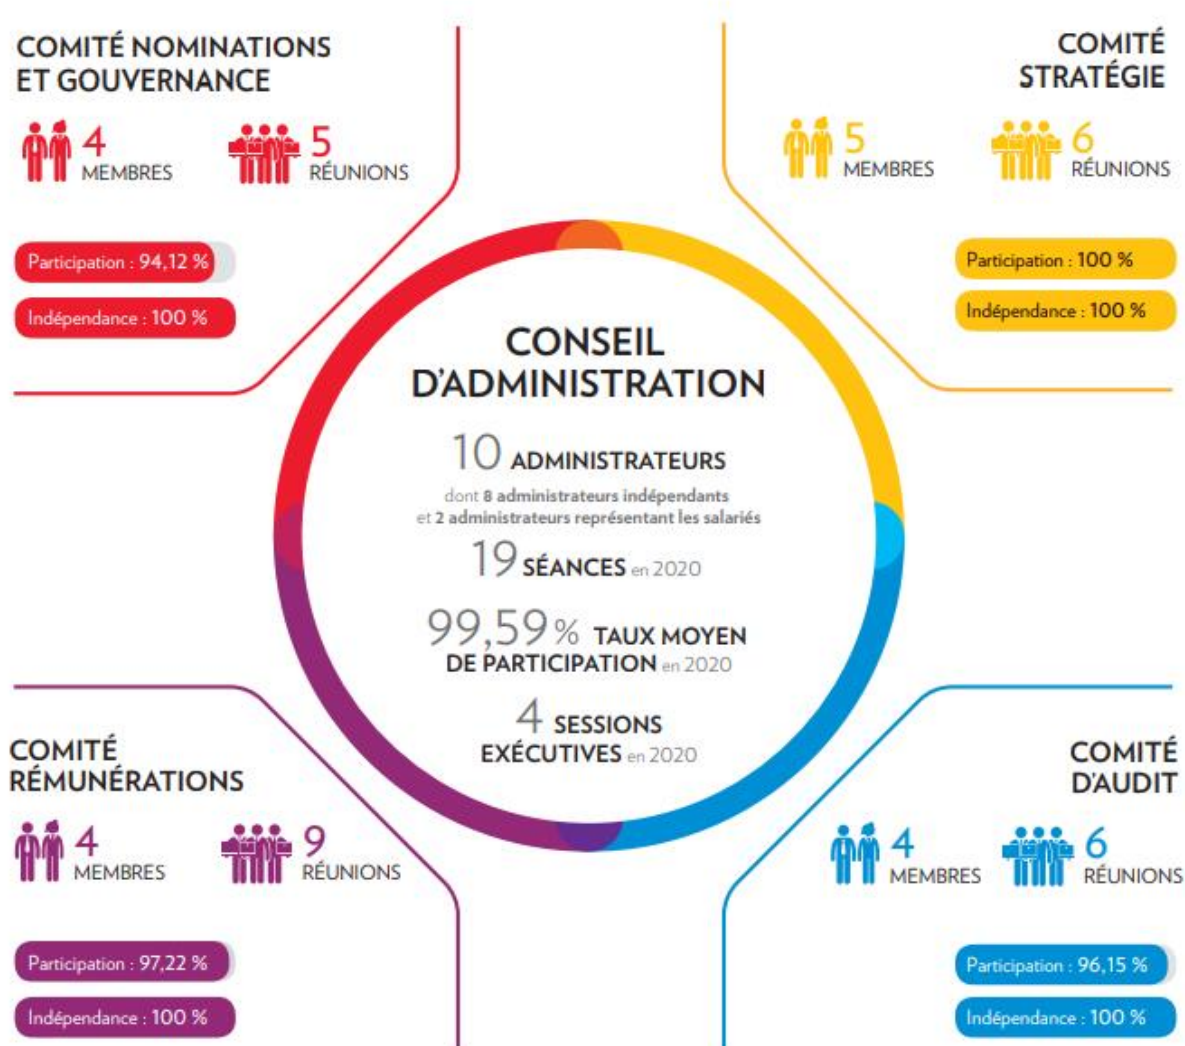 COMITÉ NOMINATIONS
ET GOUVERNANCE
4
MEMBRES
5
RÉUNIONS
Participation : 94,12 %
Indépendance : 100 %
COMITÉ
STRATÉGIE
5
MEMBRES
6
RÉUNIONS
Participation : 100 %
Indépendance : 100 %
CONSEIL
D'ADMINISTRATION
10 ADMINISTRATEURS
dont 8 administrateurs indépendants
et 2 administrateurs représentant les salariés
19 SÉANCES en 2020
99,59 % TAUX MOYEN
DE PARTICIPATION en 2020
4 SESSIONS
EXÉCUTIVES en 2020
COMITÉ
RÉMUNÉRATIONS
4
MEMBRES
9
RÉUNIONS
Participation : 97,22 %
Indépendance : 100 %
COMITÉ
D'AUDIT
4
MEMBRES
6
RÉUNIONS
Participation : 96,15 %
Indépendance : 100 %